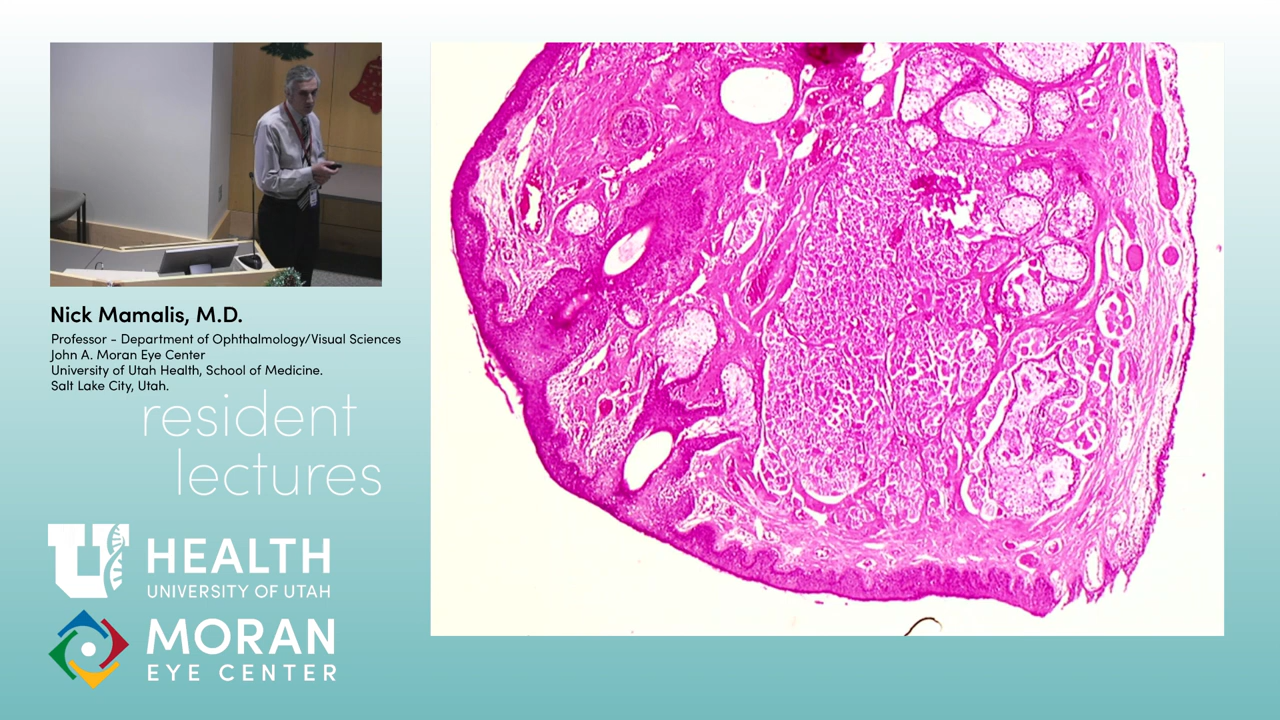 Nick Mamalis, M.D.
Professor - Department of Ophthalmology/Visual Sciences
John A. Moran Eye Center
University of Utah Health, School of Medicine.
Salt Lake City, Utah.
resident
lectures
U HEALTH
UNIVERSITY OF UTAH
MORAN
EYE CENTER